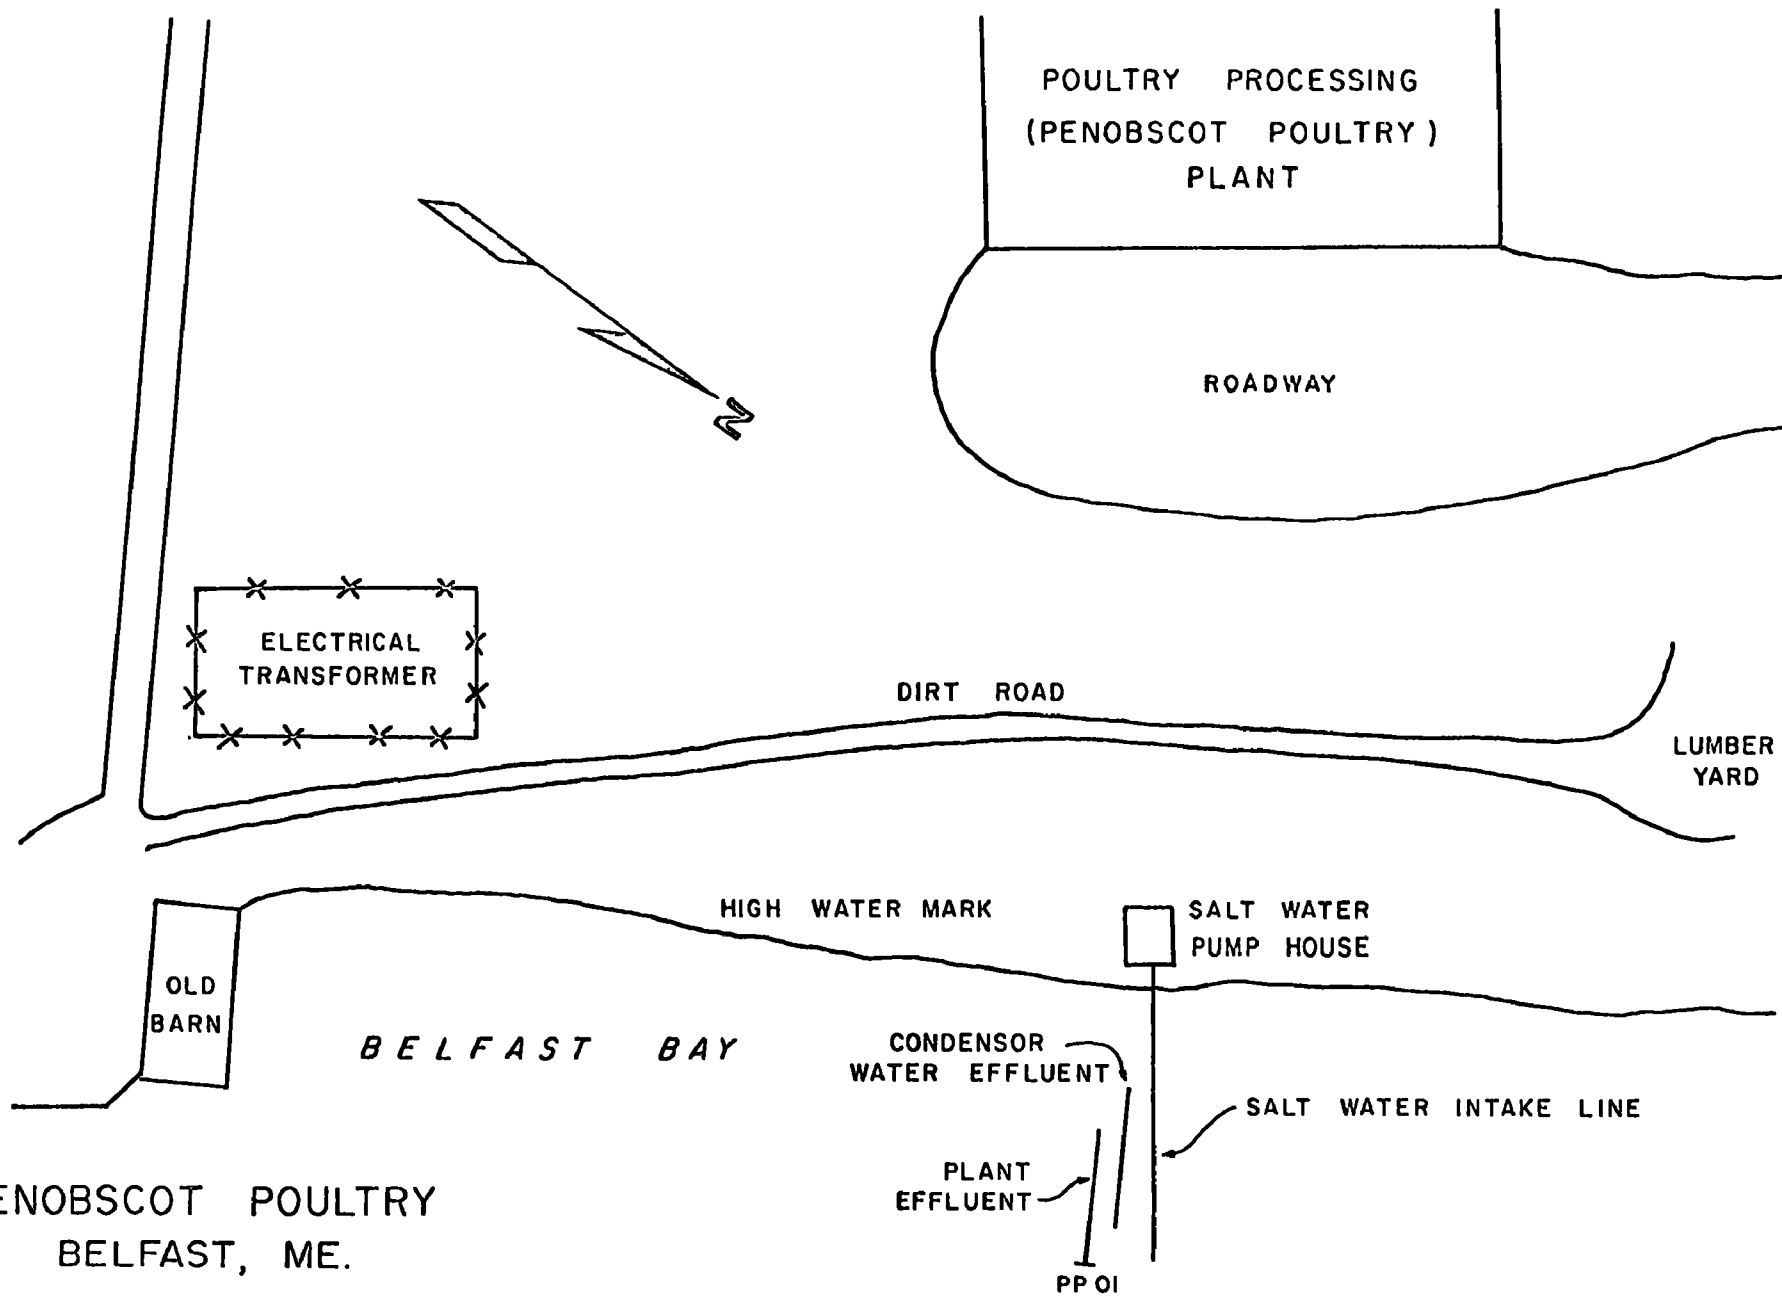 POULTRY PROCESSING
(PENOBSCOT POULTRY)
PLANT
N
ROADWAY
ELECTRICAL
TRANSFORMER
DIRT ROAD
LUMBER
YARD
HIGH WATER MARK
SALT WATER
PUMP HOUSE
OLD
BARN
BELFAST BAY
CONDENSOR
WATER EFFLUENT
SALT WATER INTAKE LINE
PLANT
EFFLUENT
PP 01
ENOBSCOT POULTRY
BELFAST, ME.